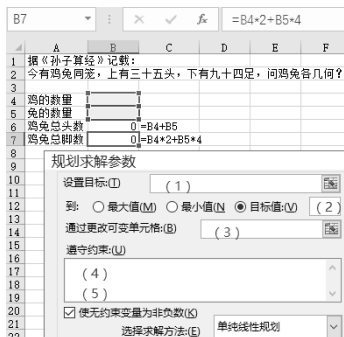 B7 fx =B4*2+B5*4
A B C D E F
1 据《孙子算经》记载:
2 今有鸡兔同笼，上有三十五头，下有九十四足，问鸡兔各几何?
3
4 鸡的数量
5 兔的数量
6 鸡兔总头数 0 =B4+B5
7 鸡兔总脚数 0 =B4*2+B5*4
8
9 规划求解参数
10 设置目标:(T) (1)
11
12 到: 最大值(M) 最小值(N 目标值:(V) (2)
13
14 通过更改可变单元格:(B) (3)
15
16 遵守约束:(U)
17 (4)
18
19 (5)
20 使无约束变量为非负数(K)
21 选择求解方法:(E) 单纯线性规划
22